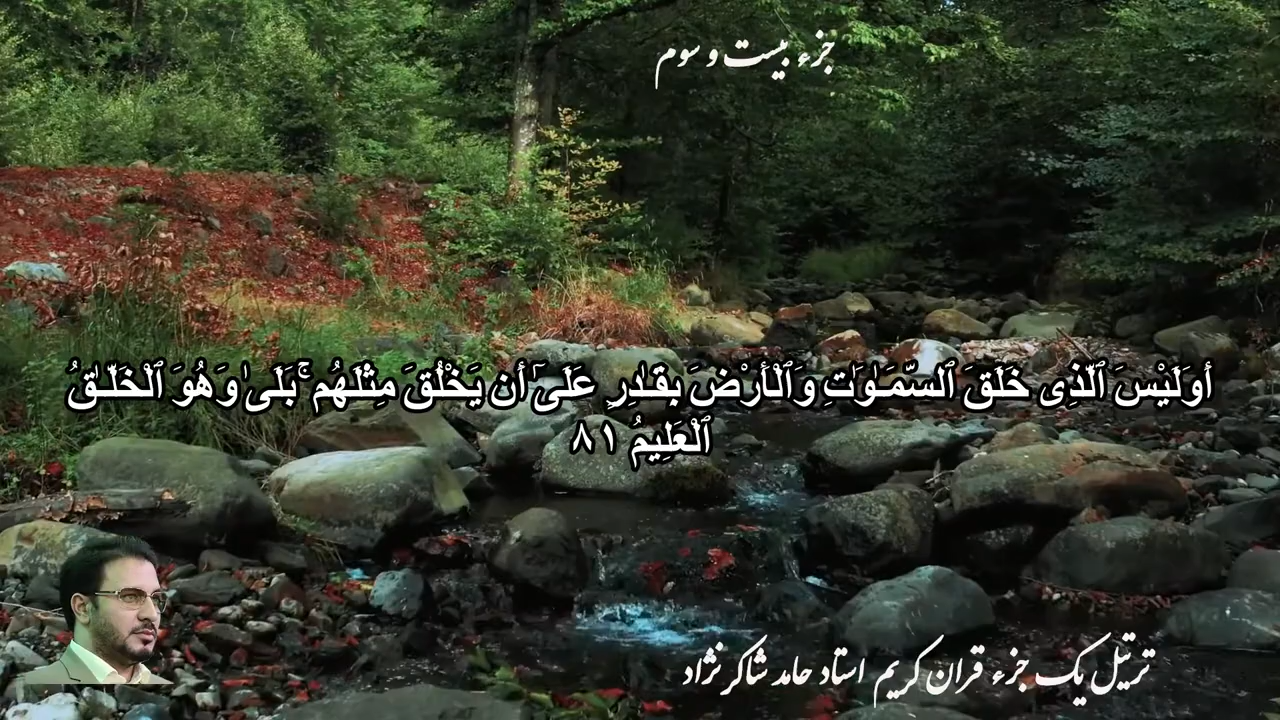 جزء بیست و سوم
أَوَلَيْسَ ٱلَّذِى خَلَقَ ٱلسَّمَـٰوَٰتِ وَٱلْأَرْضَ بِقَـٰدِرٍ عَلَىٰٓ أَن يَخْلُقَ مِثْلَهُم ۚ بَلَىٰ وَهُوَ ٱلْخَلَّـٰقُ
ٱلْعَلِيمُ ٨١
ترتیل یک جزء قران کریم استاد حامد شاکرنژاد